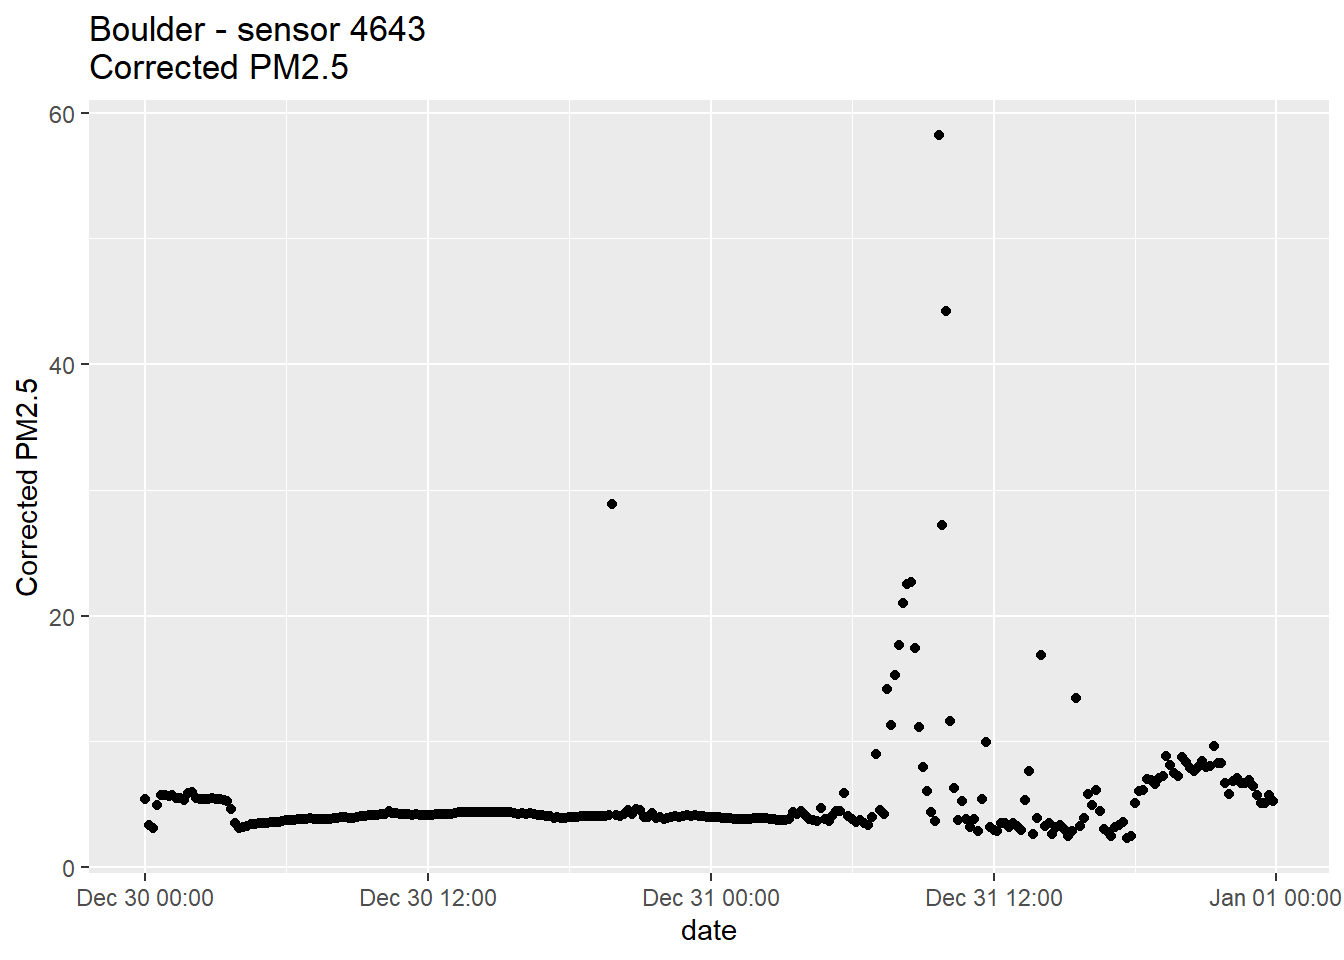 Boulder - sensor 4643
Corrected PM2.5
60
40
20
0
Corrected PM2.5
Dec 30 00:00 Dec 30 12:00 Dec 31 00:00 Dec 31 12:00 Jan 01 00:00
date